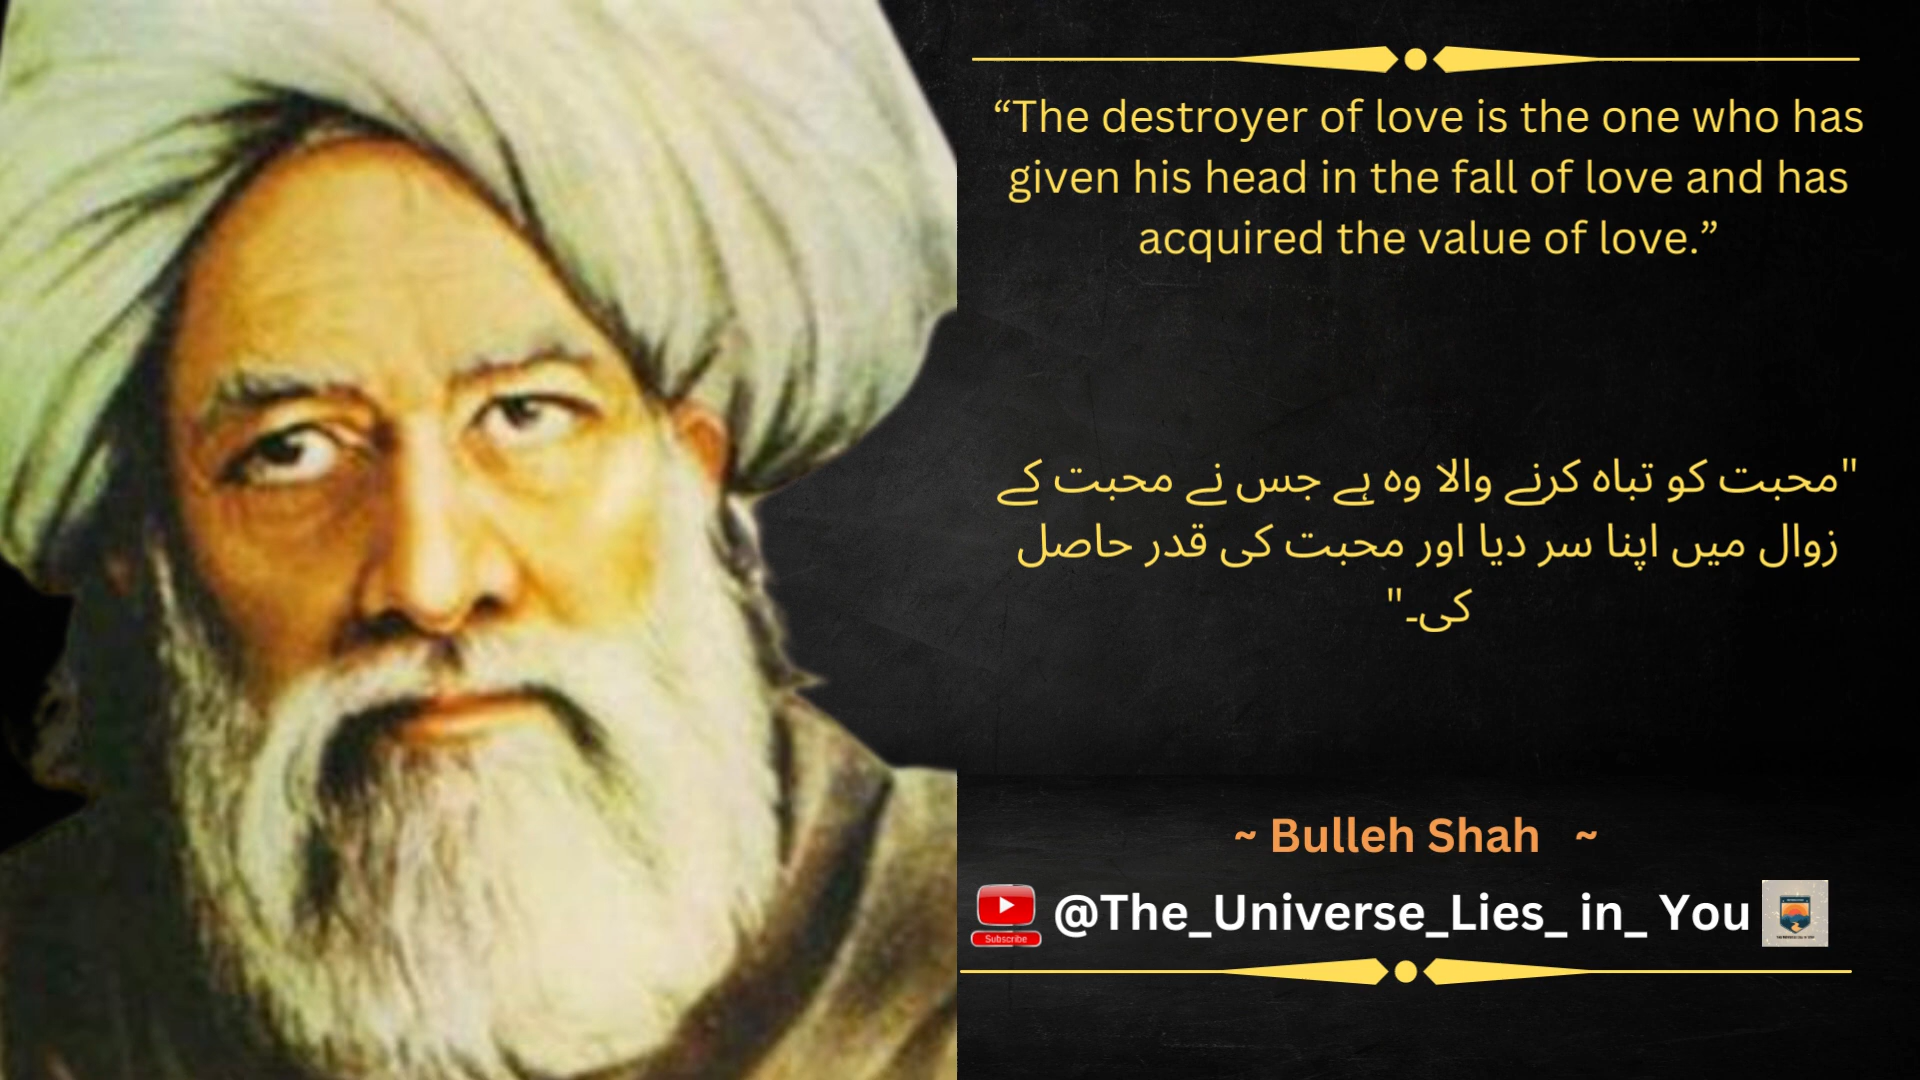 “The destroyer of love is the one who has
given his head in the fall of love and has
acquired the value of love.”
"محبت کو تباہ کرنے والا وہ ہے جس نے محبت کے
زوال میں اپنا سر دیا اور محبت کی قدر حاصل
کی۔"
~ Bulleh Shah ~
@The_Universe_Lies_ in_ You
Subscribe